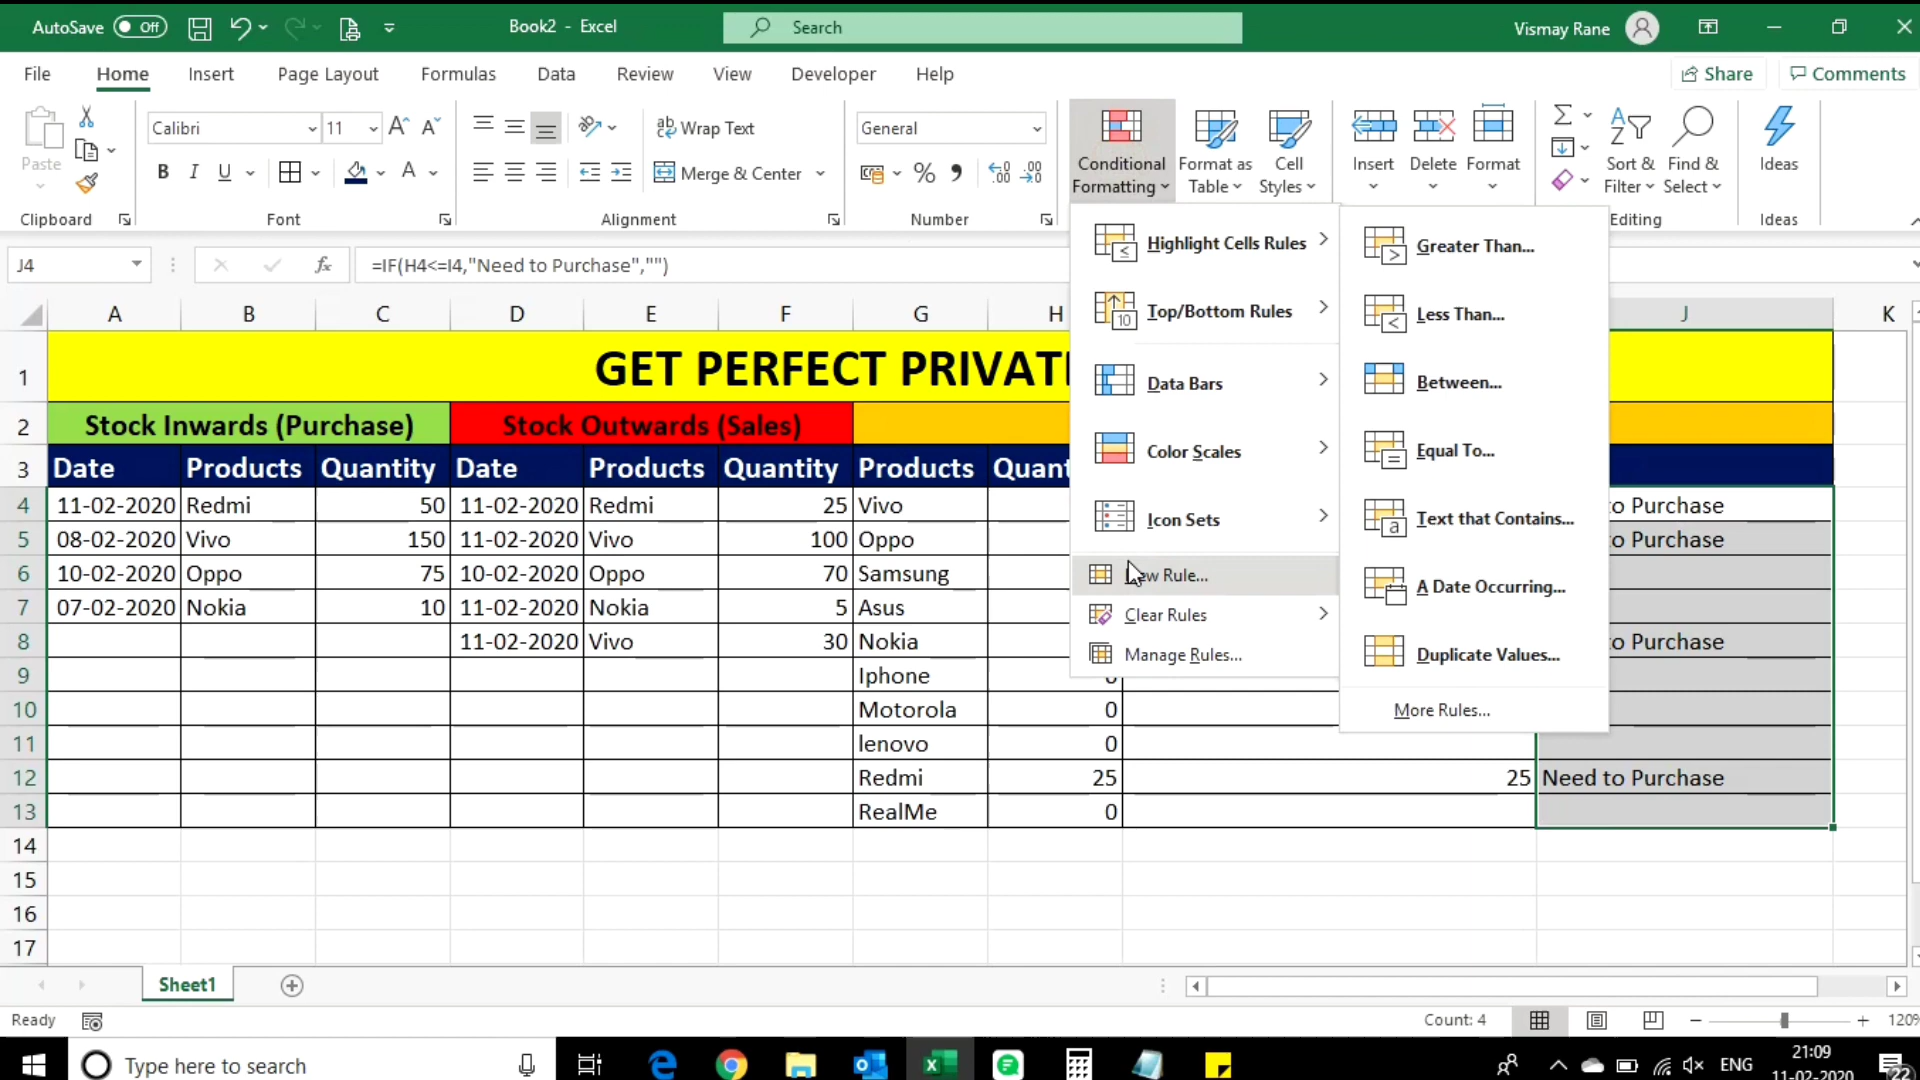 AutoSave Off Book2 - Excel Search Vismay Rane
File Home Insert Page Layout Formulas Data Review View Developer Help Share Comments
Calibri 11 Wrap Text General
Paste B I U Merge & Center % , Conditional Formatting Format as Table Cell Styles Insert Delete Format Sort & Filter Find & Select Ideas
Clipboard Font Alignment Number Editing Ideas
J4 fx =IF(H4<=I4,"Need to Purchase","")
Highlight Cells Rules
Top/Bottom Rules
Data Bars
Color Scales
Icon Sets
Rule...
Clear Rules
Manage Rules...
Greater Than...
Less Than...
Between...
Equal To...
Text that Contains...
A Date Occurring...
Duplicate Values...
More Rules...
A B C D E F G H J K
1 GET PERFECT
2 Stock Inwards (Purchase) Stock Outwards (Sales)
3 Date Products Quantity Date Products Quantity Products
4 11-02-2020 Redmi 50 11-02-2020 Redmi 25 Vivo to Purchase
5 08-02-2020 Vivo 150 11-02-2020 Vivo 100 Oppo to Purchase
6 10-02-2020 Oppo 75 10-02-2020 Oppo 70 Samsung
7 07-02-2020 Nokia 10 11-02-2020 Nokia 5 Asus
8 11-02-2020 Vivo 30 Nokia to Purchase
9 Iphone
10 Motorola 0
11 lenovo 0
12 Redmi 25 25 Need to Purchase
13 RealMe 0
14
15
16
17
Sheet1
Ready Count: 4 120%
Type here to search ENG 21:09
11-02-2020 22